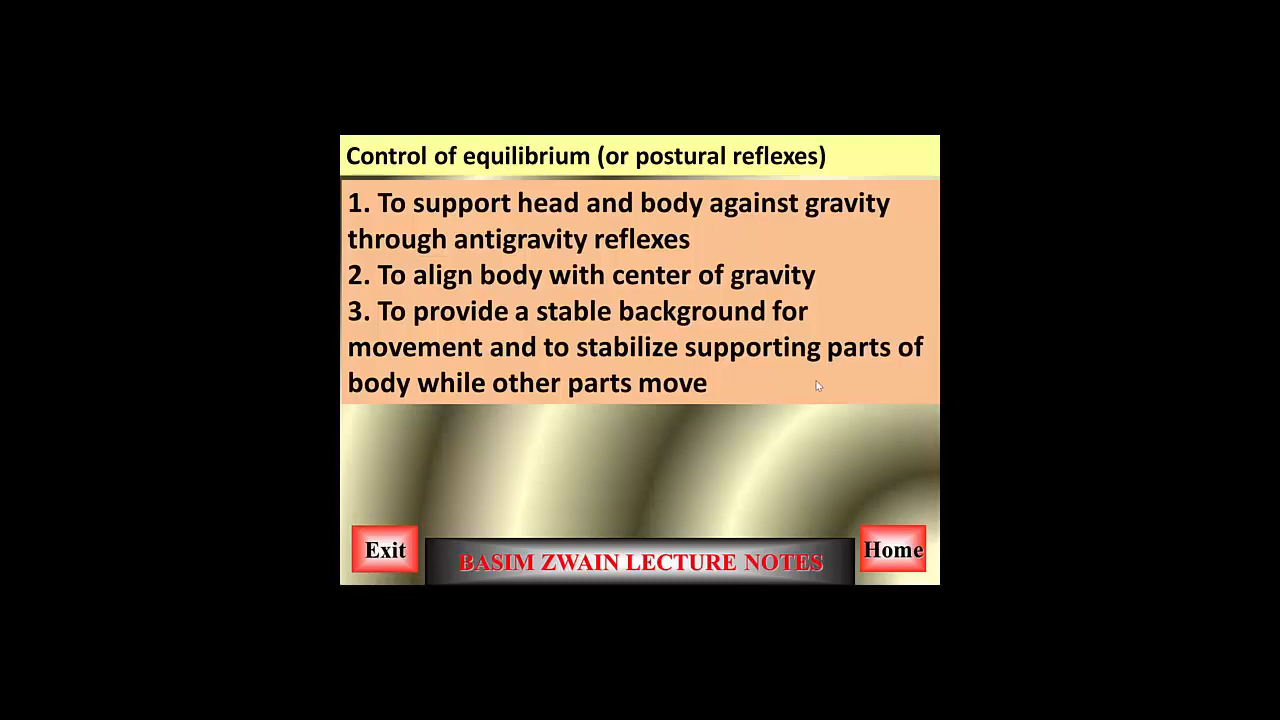 Control of equilibrium (or postural reflexes)
1. To support head and body against gravity
through antigravity reflexes
2. To align body with center of gravity
3. To provide a stable background for
movement and to stabilize supporting parts of
body while other parts move
Exit
BASIM ZWAIN LECTURE NOTES
Home